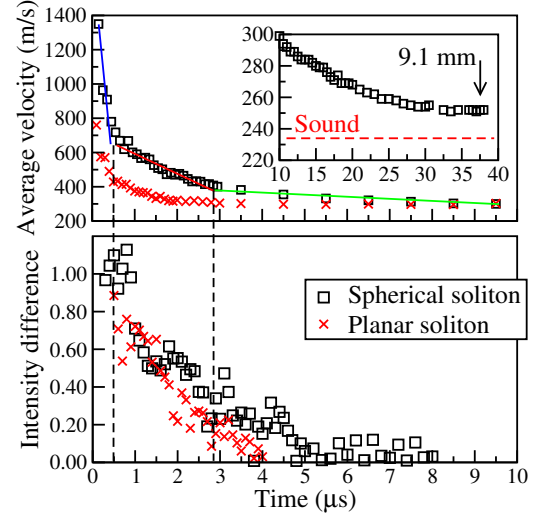 Average velocity (m/s)
1400
1200
1000
800
600
400
200
300
280
260
240
220
9.1 mm
Sound
10 15 20 25 30 35 40
Intensity difference
1.00
0.80
0.60
0.40
0.20
0.00
Spherical soliton
Planar soliton
0 1 2 3 4 5 6 7 8 9 10
Time (μs)